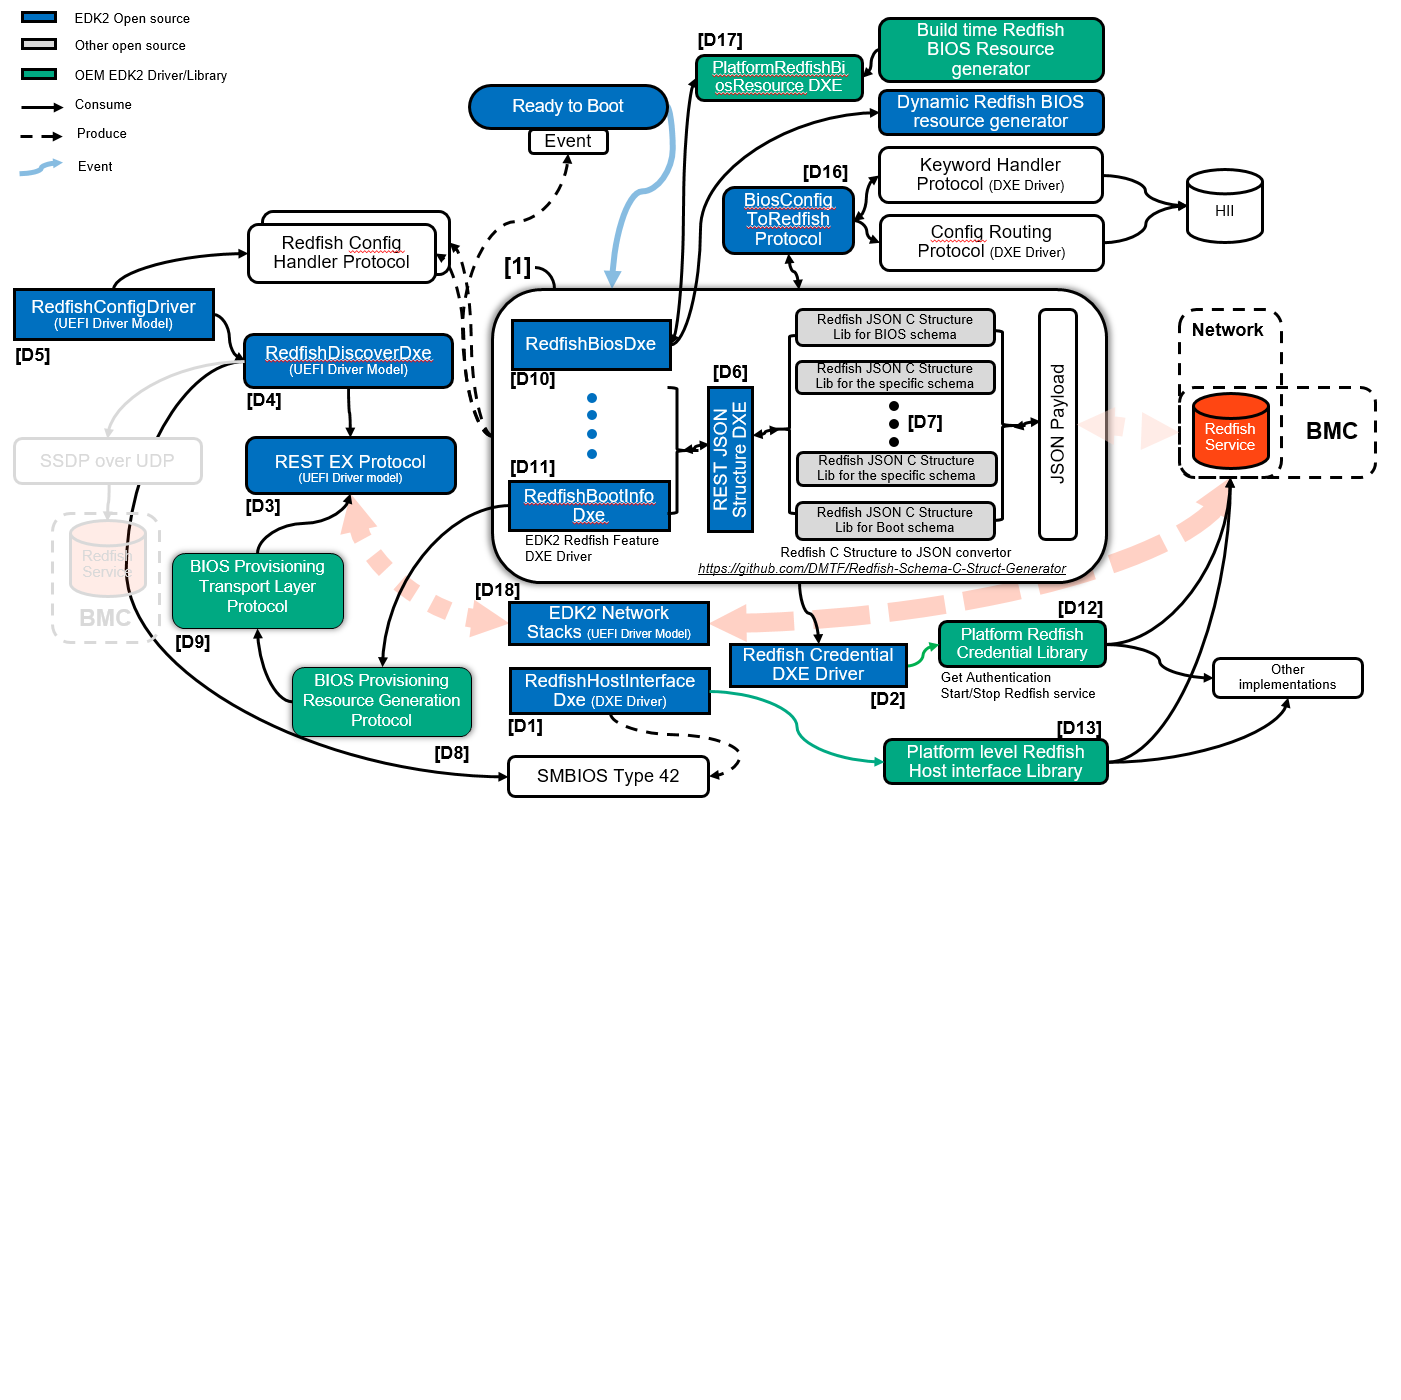 EDK2 Open source
Other open source
OEM EDK2 Driver/Library
Consume
Produce
Event
Ready to Boot
Event
[D17]
PlatformRedfishBi
osResource DXE
Build time Redfish
BIOS Resource
generator
Dynamic Redfish BIOS
resource generator
[D16]
BiosConfig
ToRedfish
Protocol
Keyword Handler
Protocol (DXE Driver)
Config Routing
Protocol (DXE Driver)
HII
Redfish Config
Handler Protocol
[1]
RedfishConfigDriver
(UEFI Driver Model)
[D5]
RedfishDiscoverDxe
(UEFI Driver Model)
[D4]
SSDP over UDP
Redfish
Service
BMC
REST EX Protocol
(UEFI Driver model)
[D3]
BIOS Provisioning
Transport Layer
Protocol
[D9]
BIOS Provisioning
Resource Generation
Protocol
[D8]
RedfishBiosDxe
[D10]
[D11]
RedfishBootInfo
Dxe
EDK2 Redfish Feature
DXE Driver
[D6]
REST JSON
Structure DXE
Redfish JSON C Structure
Lib for BIOS schema
Redfish JSON C Structure
Lib for the specific schema
[D7]
Redfish JSON C Structure
Lib for the specific schema
Redfish JSON C Structure
Lib for Boot schema
JSON Payload
Redfish C Structure to JSON convertor
https://github.com/DMTF/Redfish-Schema-C-Struct-Generator
Network
Redfish
Service
BMC
[D18]
EDK2 Network
Stacks (UEFI Driver Model)
RedfishHostInterface
Dxe (DXE Driver)
[D1]
SMBIOS Type 42
Redfish Credential
DXE Driver
[D2]
[D12]
Platform Redfish
Credential Library
Get Authentication
Start/Stop Redfish service
[D13]
Platform level Redfish
Host interface Library
Other
implementations